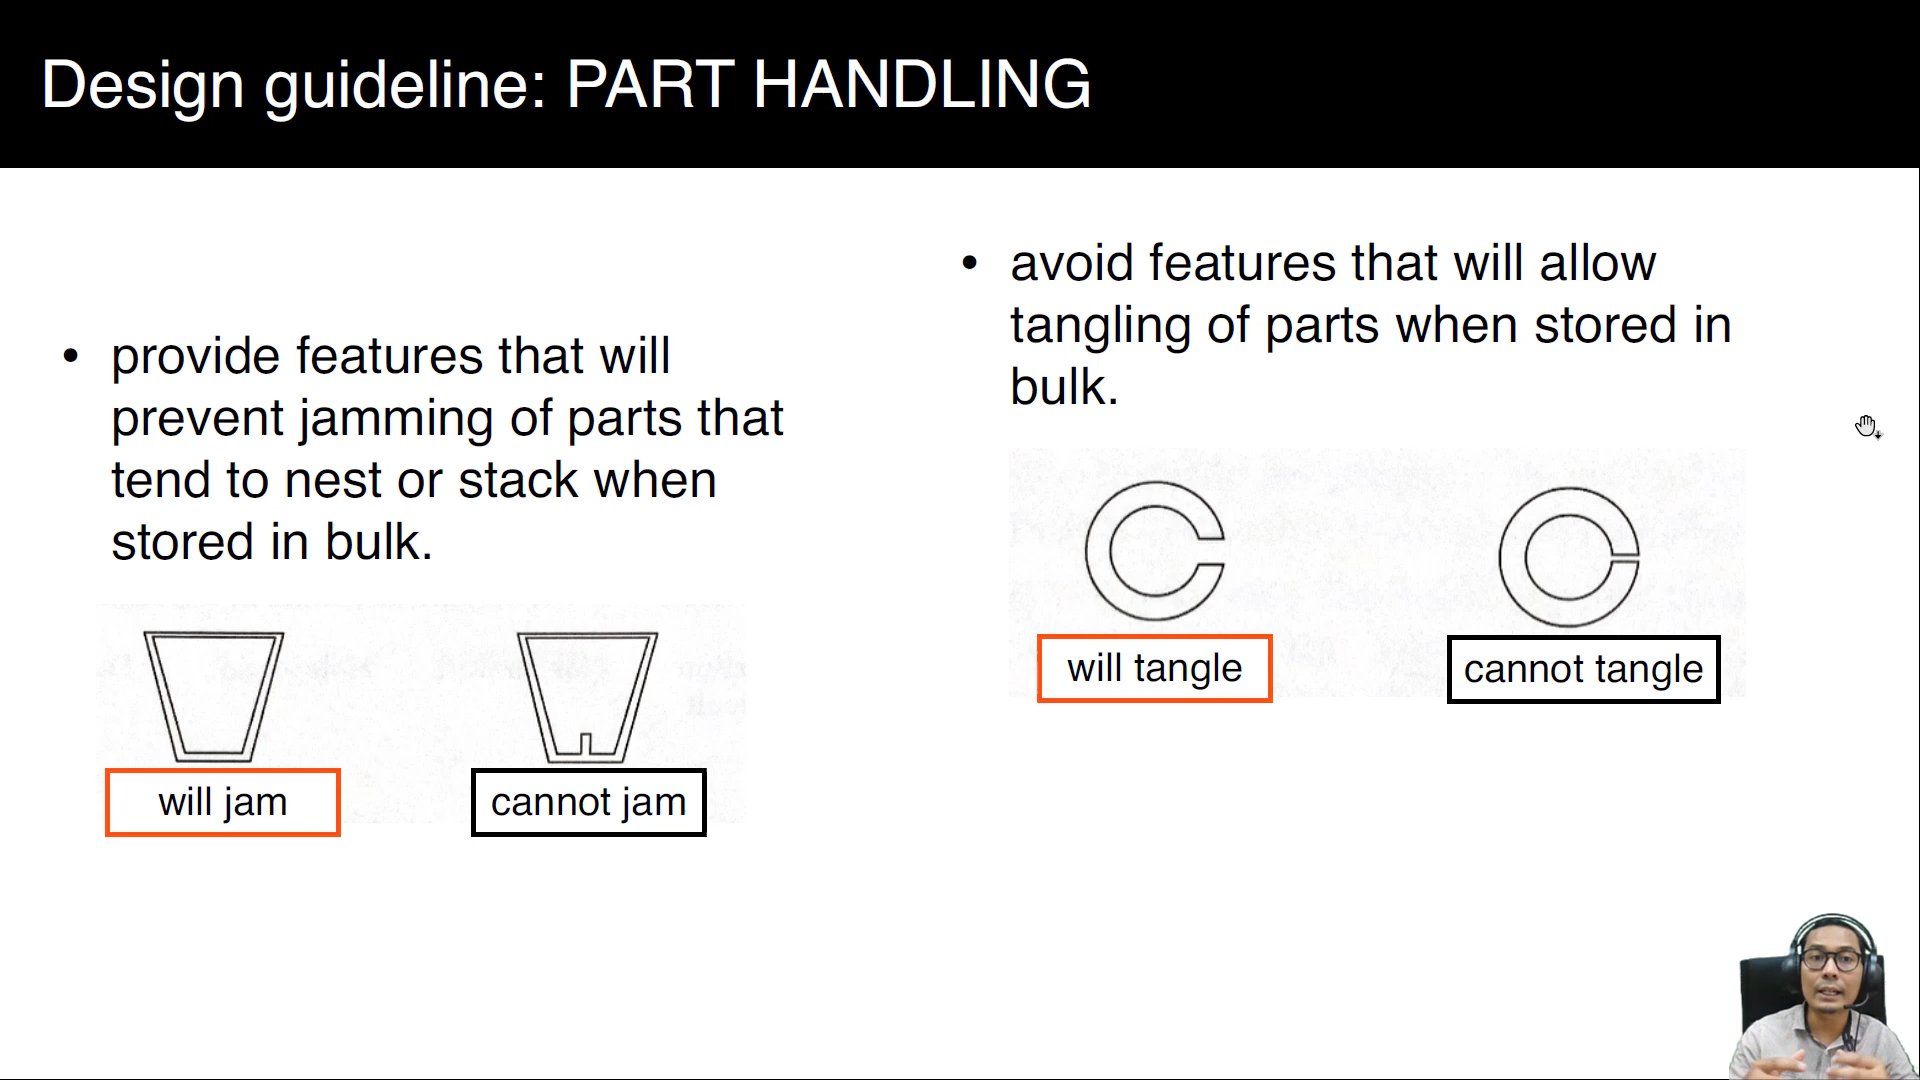 Design guideline: PART HANDLING
• provide features that will
prevent jamming of parts that
tend to nest or stack when
stored in bulk.
will jam
cannot jam
• avoid features that will allow
tangling of parts when stored in
bulk.
will tangle
cannot tangle